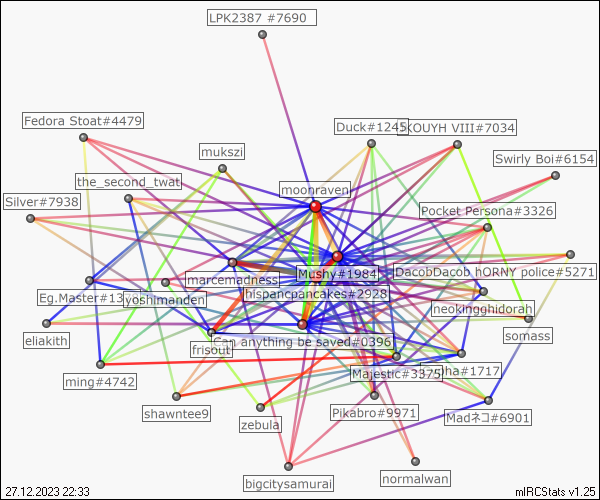 LPK2387 #7690
Fedora Stoat#4479
Duck#1245
KOUYH VIII#7034
mukszi
Swirly Boi#6154
the_second_twat
moonraven
Silver#7938
Pocket Persona#3326
marcemadness
Mushy#1984
DacobDacob hORNY police#5271
Eg.Master#13
yoshimanden
hispanicpancakes#2928
neokingghidorah
eliakith
frisout
Can anything be saved#0396
somass
ming#4742
Majestic#3375
ha#1717
shawntee9
zebula
Pikabro#9971
Madネコ#6901
bigcitysamurai
normalwan
27.12.2023 22:33
mIRCStats v1.25